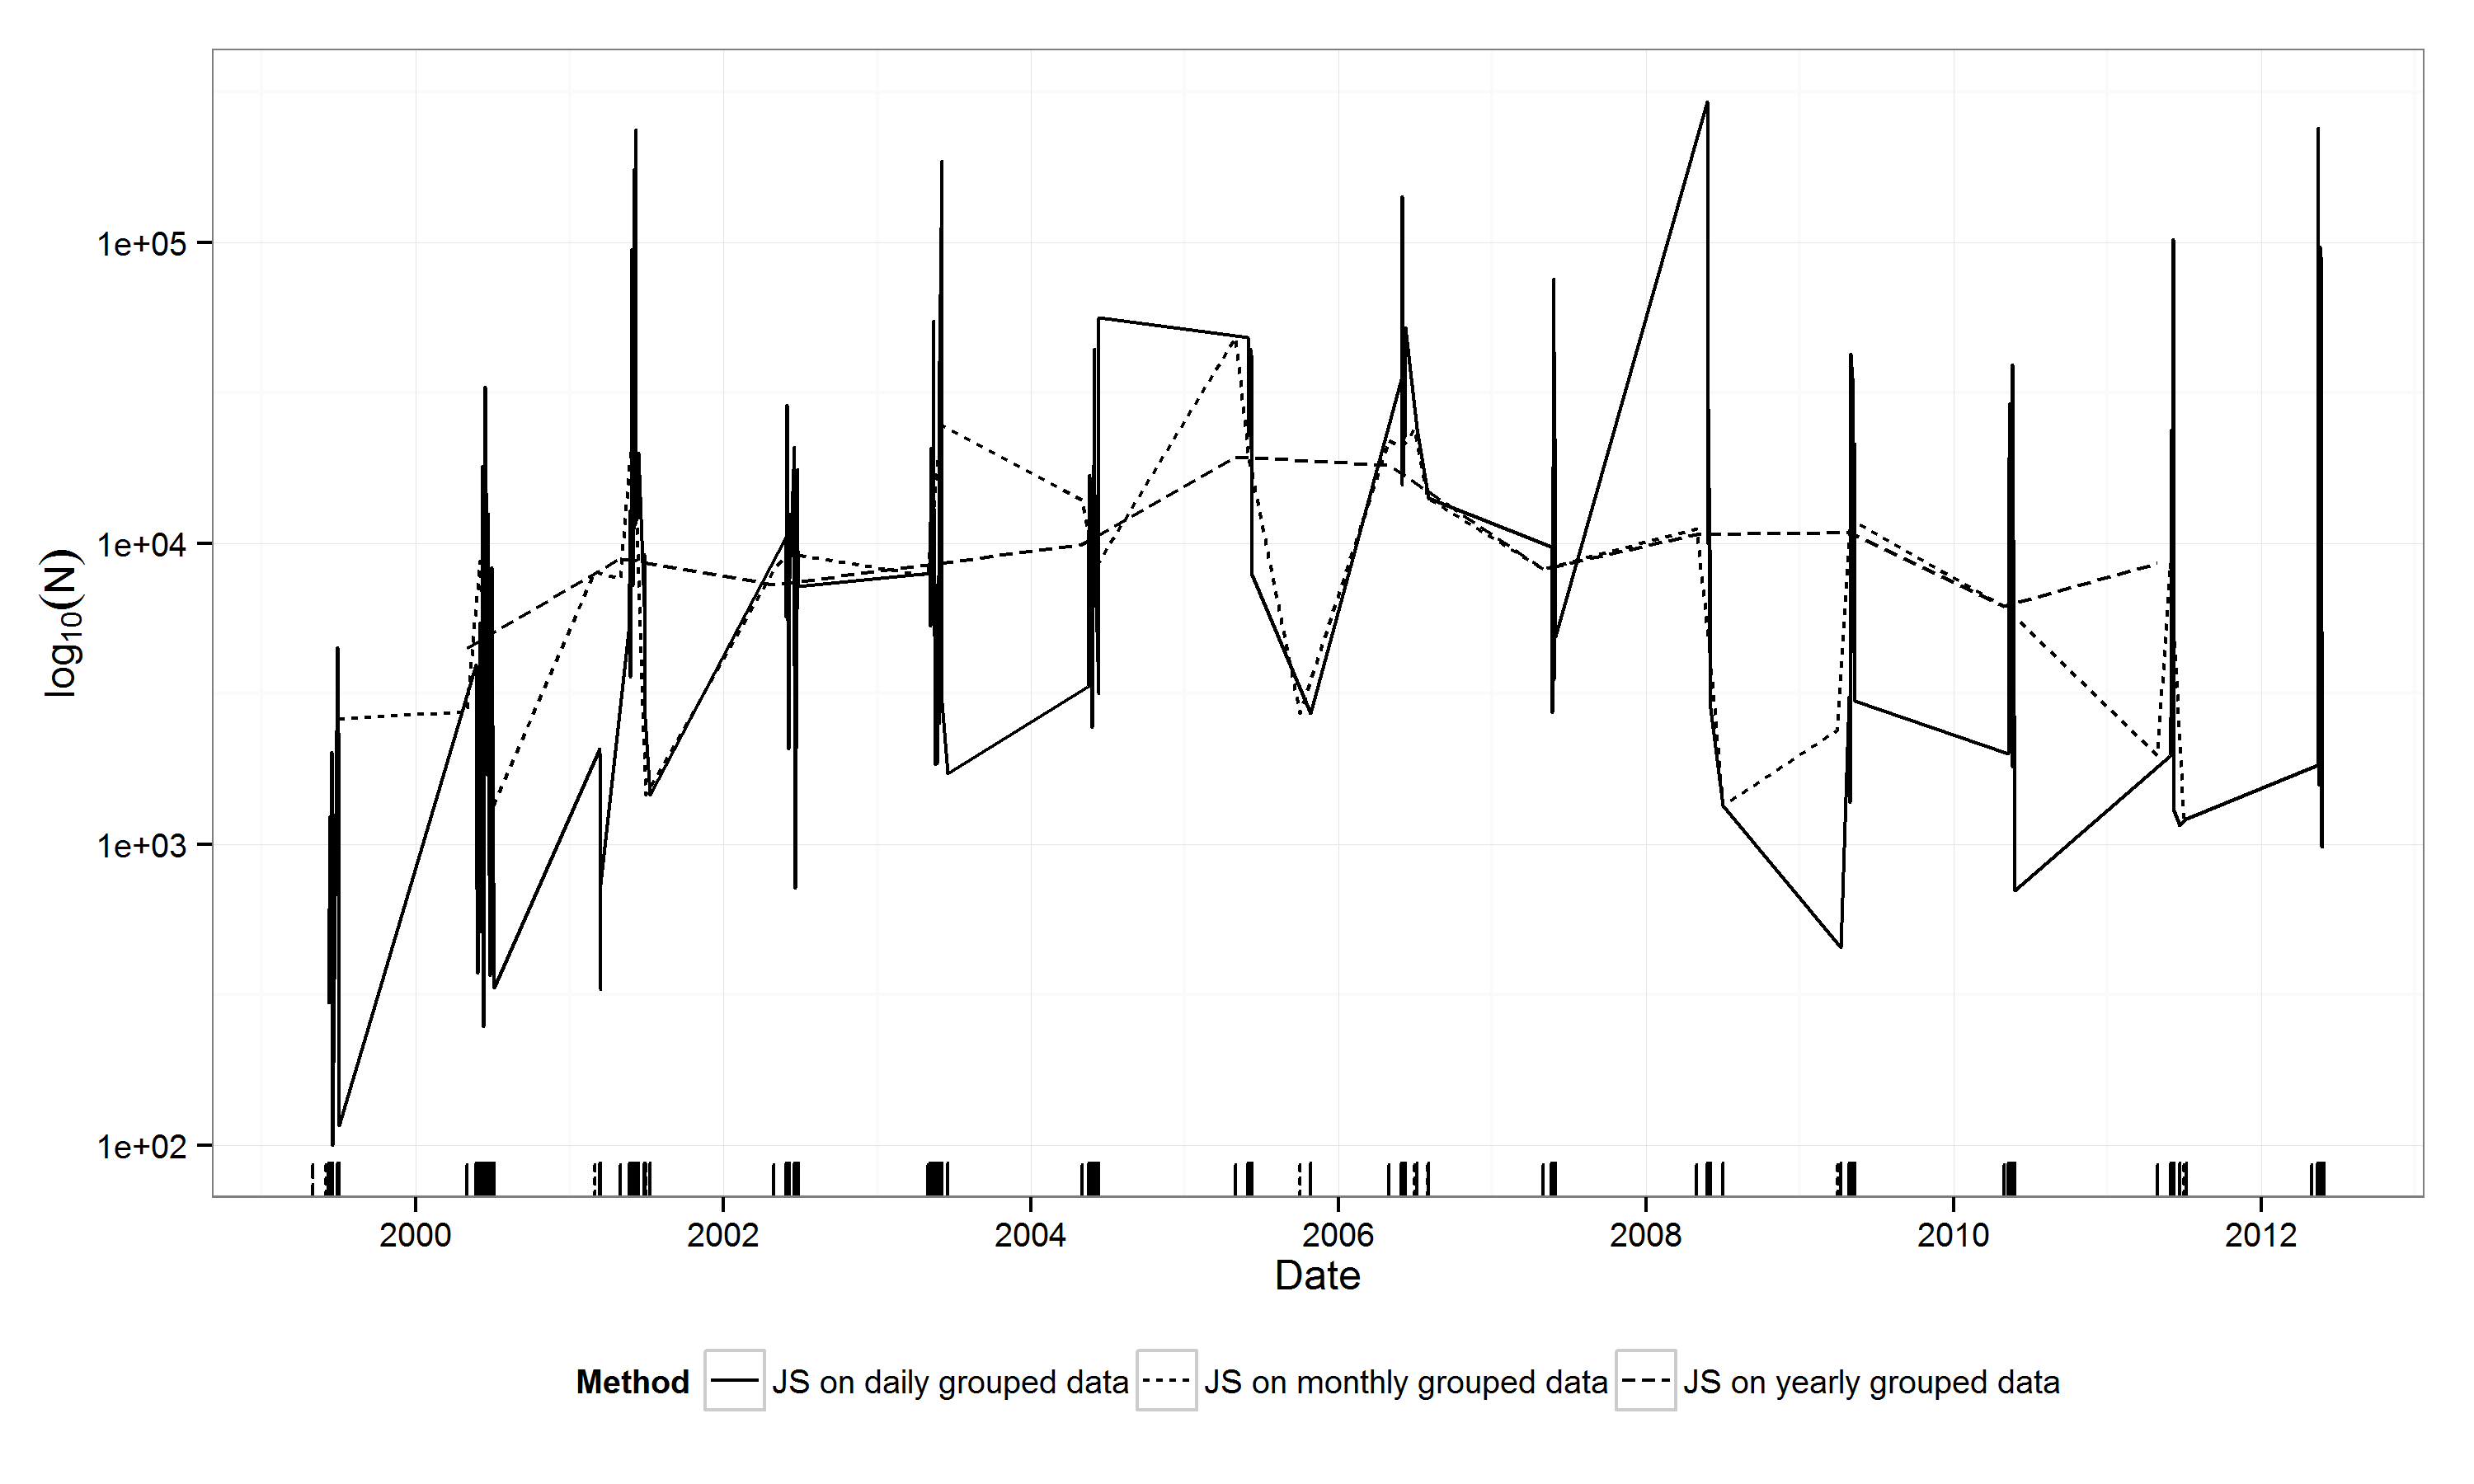 log10(N)
1e+05
1e+04
1e+03
1e+02
2000 2002 2004 2006 2008 2010 2012
Date
Method JS on daily grouped data JS on monthly grouped data JS on yearly grouped data